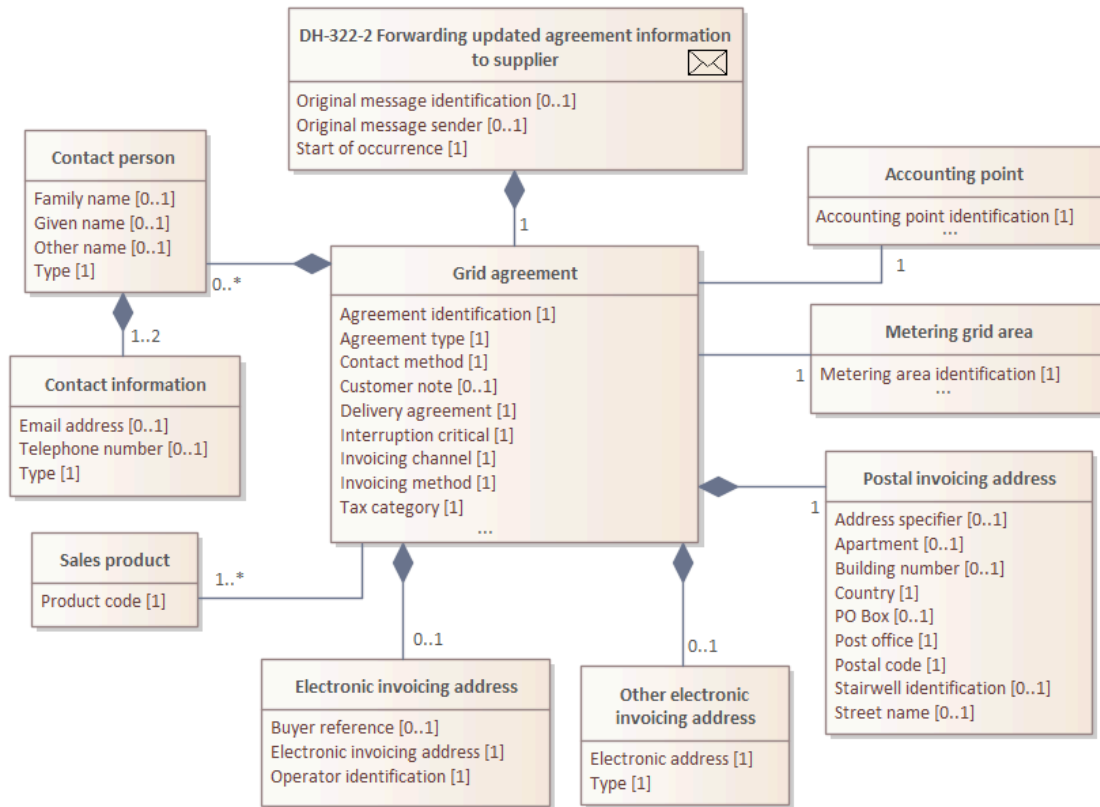 DH-322-2 Forwarding updated agreement information
to supplier
Original message identification [0..1]
Original message sender [0..1]
Start of occurrence [1]
1
Contact person
Family name [0..1]
Given name [0..1]
Other name [0..1]
Type [1]
0..*
1..2
Contact information
Email address [0..1]
Telephone number [0..1]
Type [1]
Grid agreement
Agreement identification [1]
Agreement type [1]
Contact method [1]
Customer note [0..1]
Delivery agreement [1]
Interruption critical [1]
Invoicing channel [1]
Invoicing method [1]
Tax category [1]
...
Accounting point
Accounting point identification [1]
...
1
Metering grid area
Metering area identification [1]
...
1
Postal invoicing address
Address specifier [0..1]
Apartment [0..1]
Building number [0..1]
Country [1]
PO Box [0..1]
Post office [1]
Postal code [1]
Stairwell identification [0..1]
Street name [0..1]
1
Sales product
Product code [1]
1..*
0..1
Electronic invoicing address
Buyer reference [0..1]
Electronic invoicing address [1]
Operator identification [1]
0..1
Other electronic
invoicing address
Electronic address [1]
Type [1]